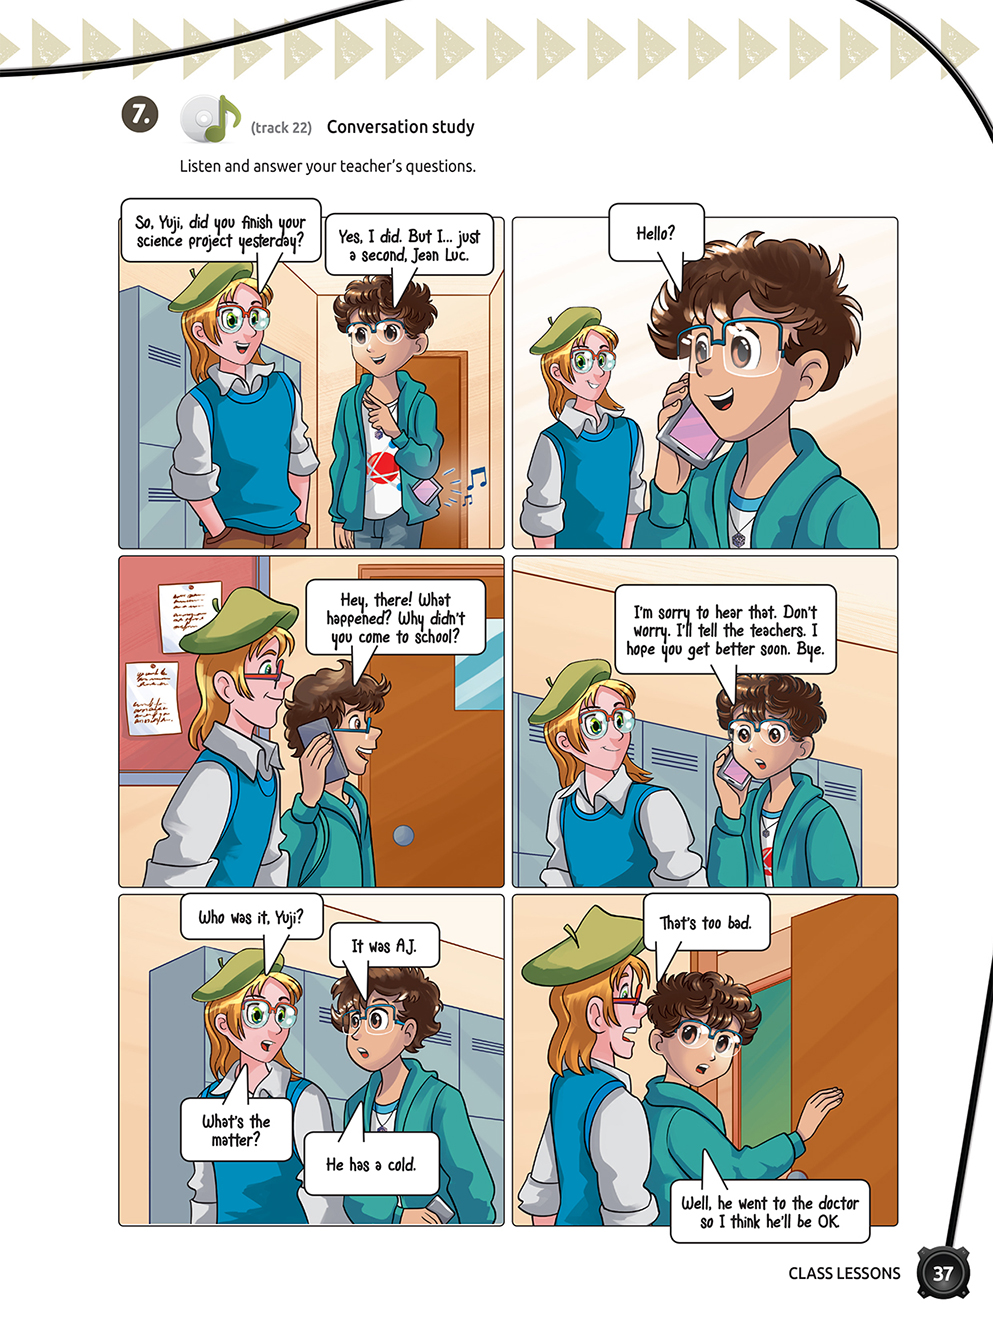 7.
(track 22) Conversation study
Listen and answer your teacher's questions.
So, Yuji, did you finish your
science project yesterday?
Yes, I did. But I... just
a second, Jean Luc.
Hello?
Hey, there! What
happened? Why didn't
you come to school?
I'm sorry to hear that. Don't
worry. I'll tell the teachers. I
hope you get better soon. Bye.
Who was it, Yuji?
It was A.J.
What's the
matter?
He has a cold.
That's too bad.
Well, he went to the doctor
so I think he'll be OK.
CLASS LESSONS 37